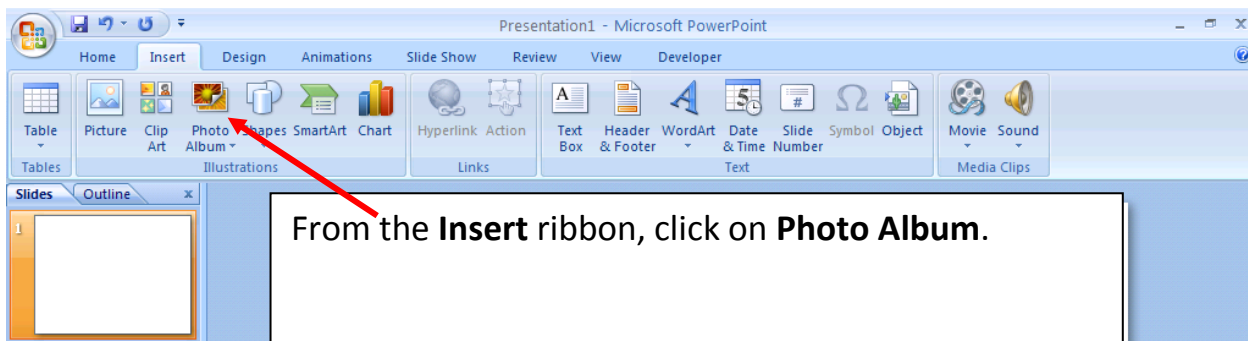 Presentation1 - Microsoft PowerPoint
Home Insert Design Animations Slide Show Review View Developer
Table Picture Clip Art Photo Album Shapes SmartArt Chart Hyperlink Action Text Box Header & Footer WordArt Date & Time Slide Number Symbol Object Movie Sound
Tables Illustrations Links Text Media Clips
Slides Outline x
1
From the Insert ribbon, click on Photo Album.